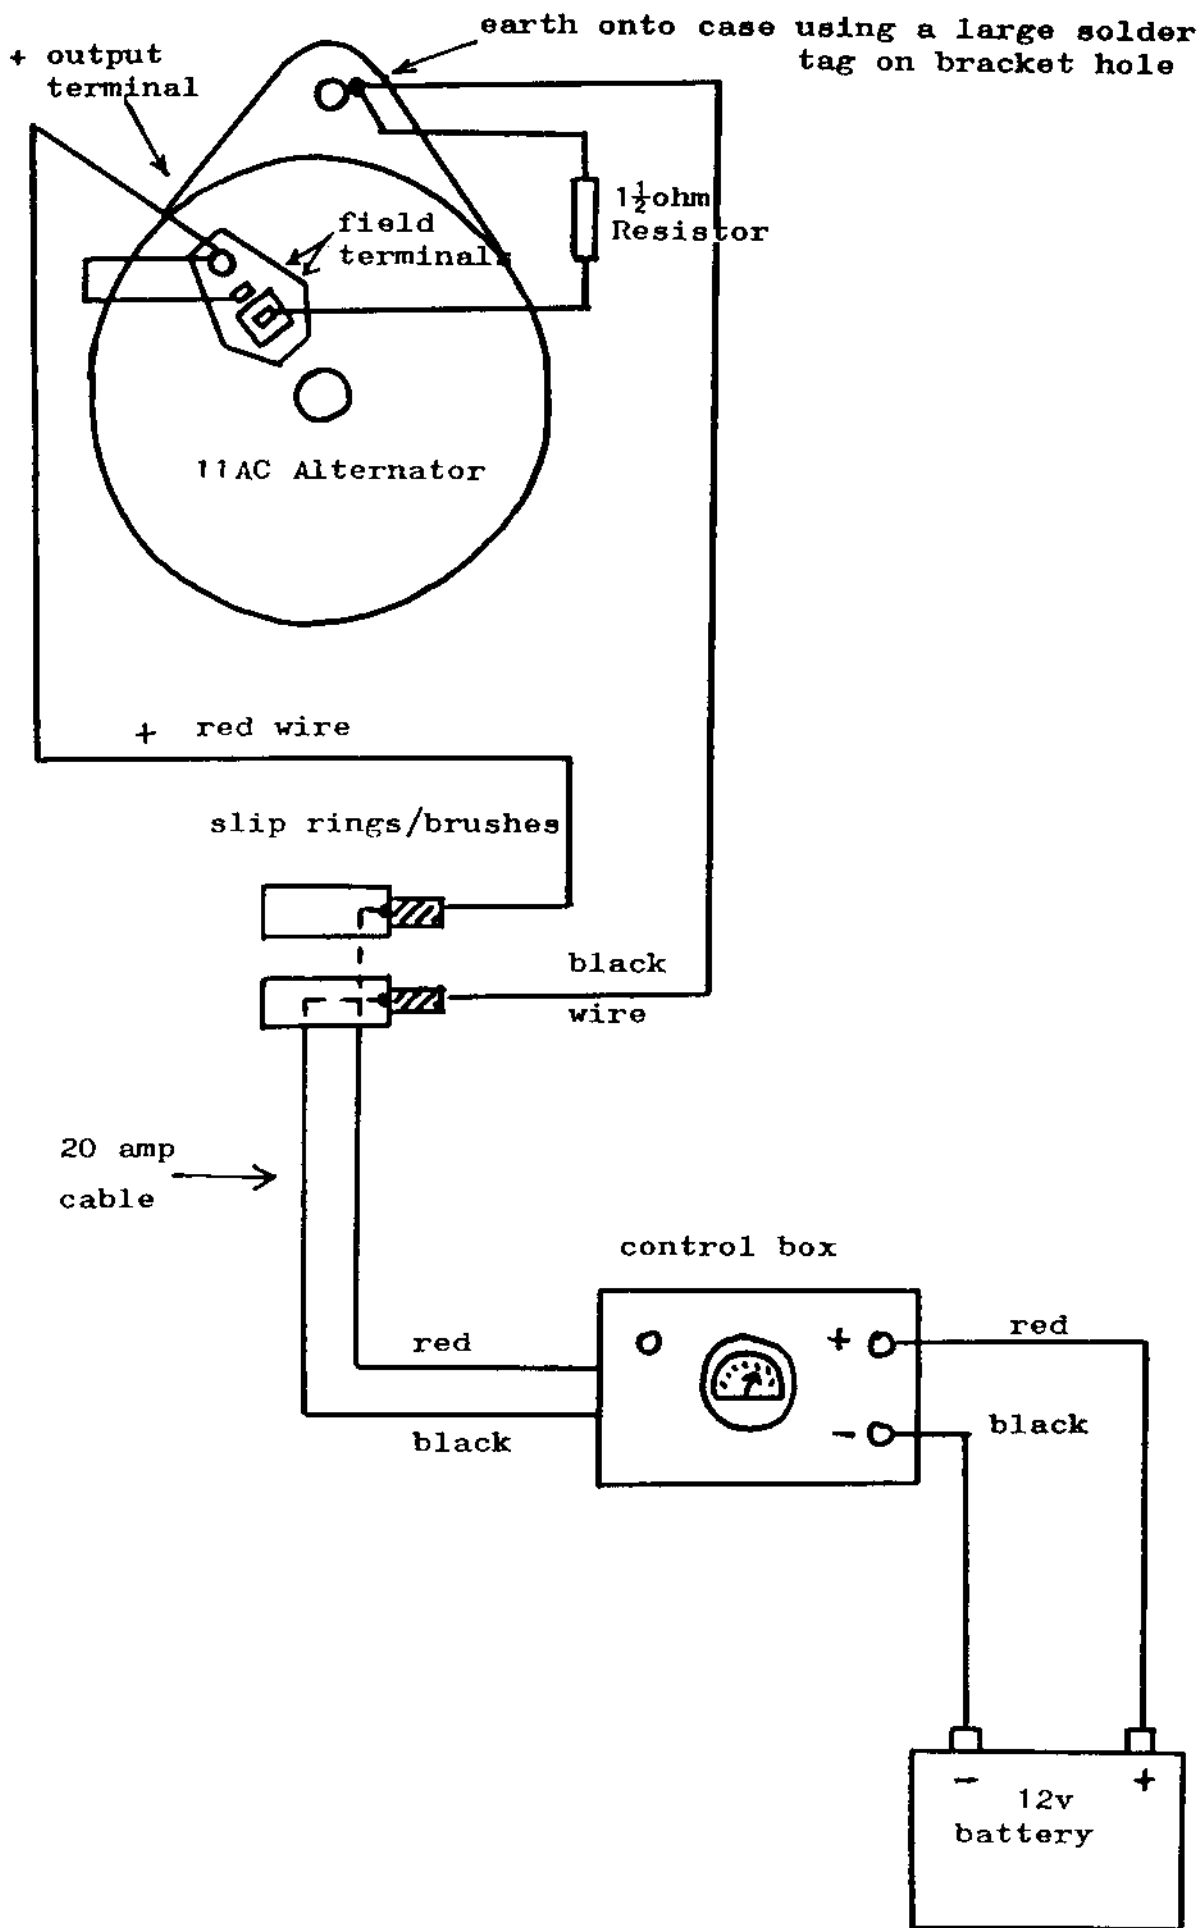 earth onto case using a large solder
tag on bracket hole
+ output
terminal
1½ohm
Resistor
field
terminals
11AC Alternator
+ red wire
slip rings/brushes
black
wire
20 amp
cable
control box
red
black
+
-
red
black
- +
12v
battery